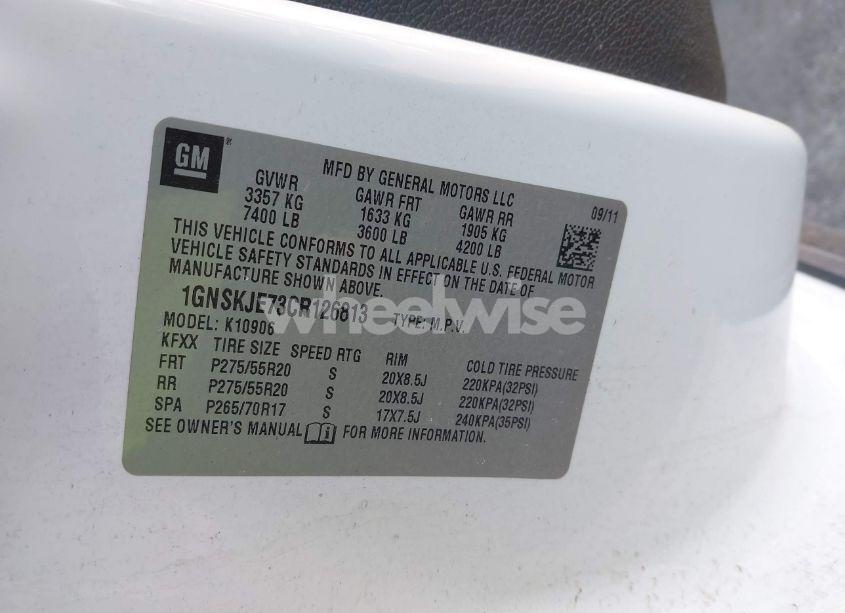 GM ®
MFD BY GENERAL MOTORS LLC
GVWR GAWR FRT GAWR RR 09/11
3357 KG 1633 KG 1905 KG
7400 LB 3600 LB 4200 LB
THIS VEHICLE CONFORMS TO ALL APPLICABLE U.S. FEDERAL MOTOR
VEHICLE SAFETY STANDARDS IN EFFECT ON THE DATE OF
MANUFACTURE SHOWN ABOVE.
1GNSKJE73CR126813 TYPE: M.P.V.
wheelwise
MODEL: K10906
KFXX TIRE SIZE SPEED RTG RIM COLD TIRE PRESSURE
FRT P275/55R20 S 20X8.5J 220KPA(32PSI)
RR P275/55R20 S 20X8.5J 220KPA(32PSI)
SPA P265/70R17 S 17X7.5J 240KPA(35PSI)
SEE OWNER'S MANUAL i FOR MORE INFORMATION.